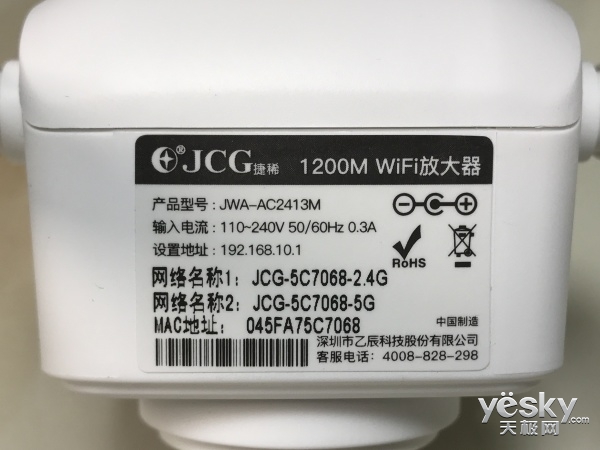 ® JCG 捷稀 1200M WiFi放大器
产品型号: JWA-AC2413M
输入电流: 110~240V 50/60Hz 0.3A
设置地址: 192.168.10.1
RoHS
网络名称1: JCG-5C7068-2.4G
网络名称2: JCG-5C7068-5G
MAC地址: 045FA75C7068
中国制造
深圳市乙辰科技股份有限公司
客服电话: 4008-828-298
yesky.com
天极网